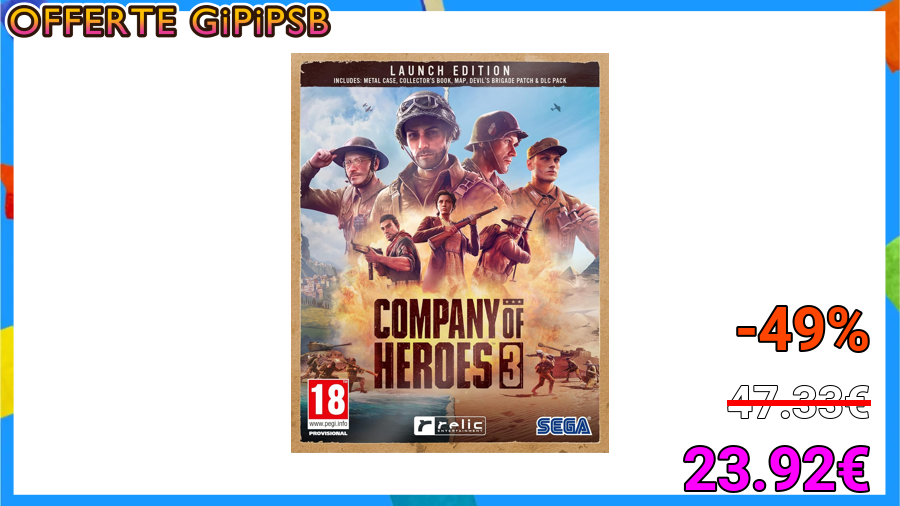 OFFERTE GiPiPSB
LAUNCH EDITION
INCLUDES: METAL CASE, COLLECTOR'S BOOK, MAP, DEVIL'S BRIGADE PATCH & DLC PACK
COMPANY OF
HEROES 3
18
www.pegi.info
PROVISIONAL
relic
ENTERTAINMENT
SEGA
-49%
47.33€
23.92€